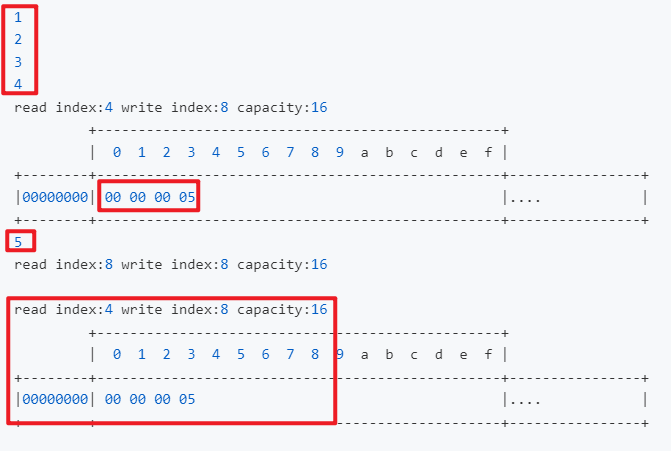 1
2
3
4
read index:4 write index:8 capacity:16
         +-------------------------------------------------+
         |  0  1  2  3  4  5  6  7  8  9  a  b  c  d  e  f |
+--------+-------------------------------------------------+----------------+
|00000000| 00 00 00 05                                     |....            |
+--------+-------------------------------------------------+----------------+
5
read index:8 write index:8 capacity:16
read index:4 write index:8 capacity:16
         +-------------------------------------------------+
         |  0  1  2  3  4  5  6  7  8  9  a  b  c  d  e  f |
+--------+-------------------------------------------------+----------------+
|00000000| 00 00 00 05                                     |....            |
+--------+-------------------------------------------------+----------------+